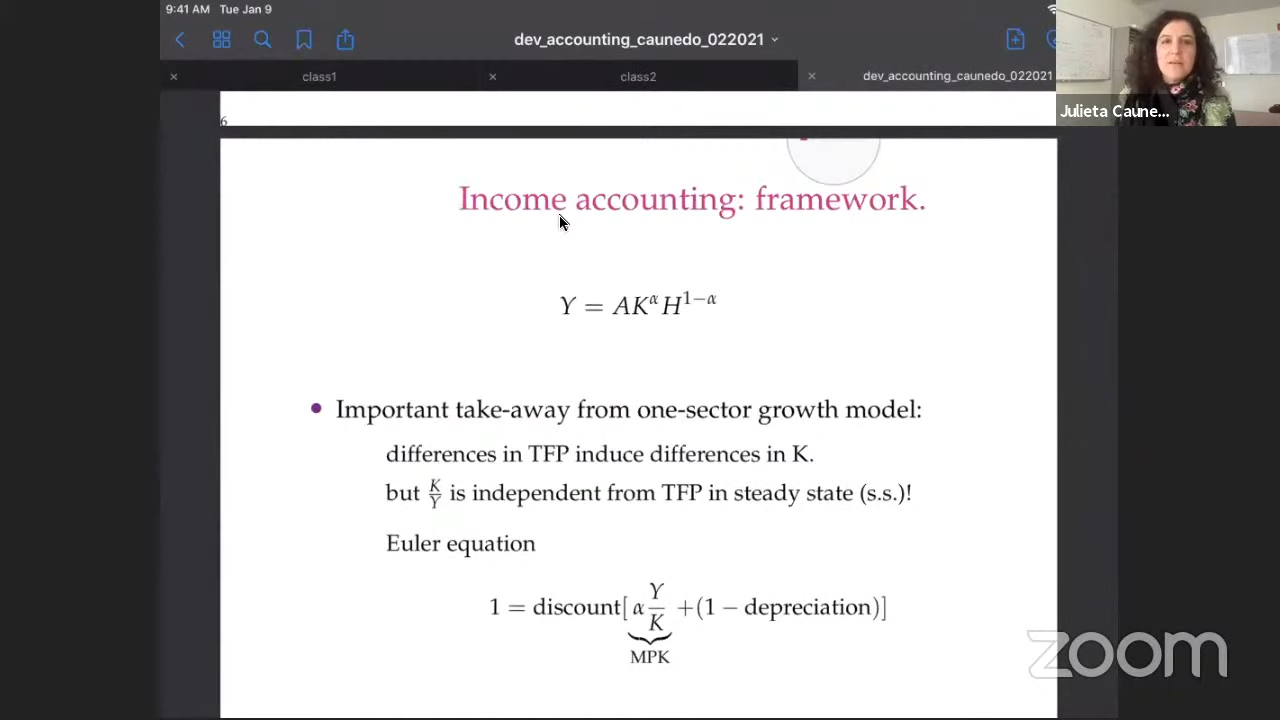 9:41 AM Tue Jan 9
dev_accounting_caunedo_022021
class1
class2
dev_accounting_caunedo_022021
Julieta Caune...
6
Income accounting: framework.
Y = AK^α H^{1−α}
• Important take-away from one-sector growth model:
differences in TFP induce differences in K.
but K/Y is independent from TFP in steady state (s.s.)!
Euler equation
1 = discount[ α Y/K + (1 − depreciation)]
MPK
zoom